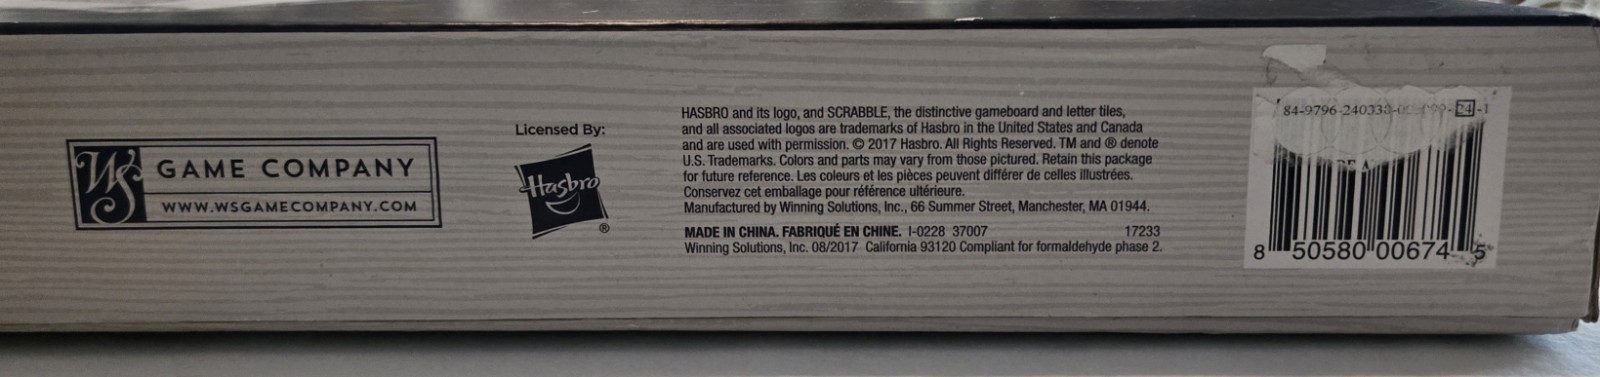 WS GAME COMPANY
WWW.WSGAMECOMPANY.COM
Licensed By:
Hasbro
®
HASBRO and its logo, and SCRABBLE, the distinctive gameboard and letter tiles,
and all associated logos are trademarks of Hasbro in the United States and Canada
and are used with permission. © 2017 Hasbro. All Rights Reserved. TM and ® denote
U.S. Trademarks. Colors and parts may vary from those pictured. Retain this package
for future reference. Les coleurs et les pièces peuvent différer de celles illustrées.
Conservez cet emballage pour référence ultérieure.
Manufactured by Winning Solutions, Inc., 66 Summer Street, Manchester, MA 01944.
MADE IN CHINA. FABRIQUÉ EN CHINE. I-0228 37007 17233
Winning Solutions, Inc. 08/2017 California 93120 Compliant for formaldehyde phase 2.
84-9796-240338- -24-1
8 50580 00674 5